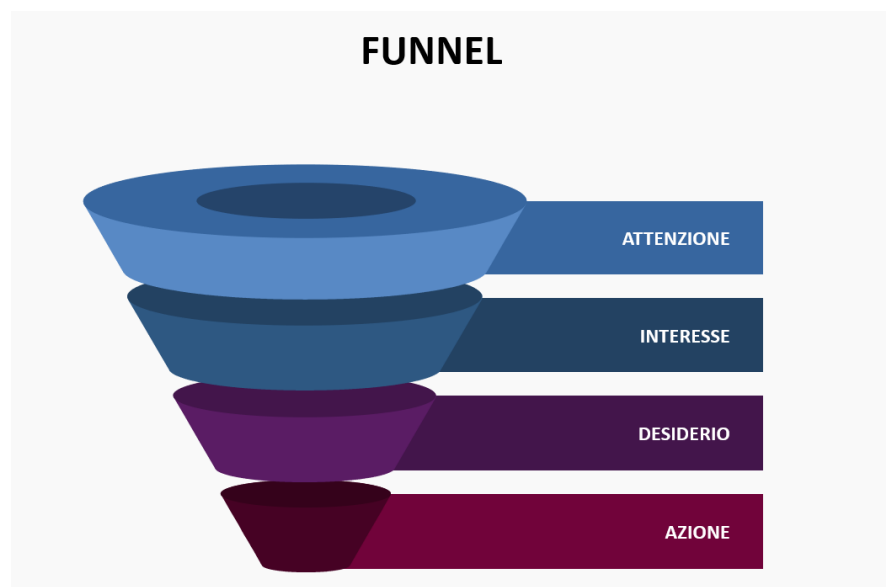 FUNNEL
ATTENZIONE
INTERESSE
DESIDERIO
AZIONE